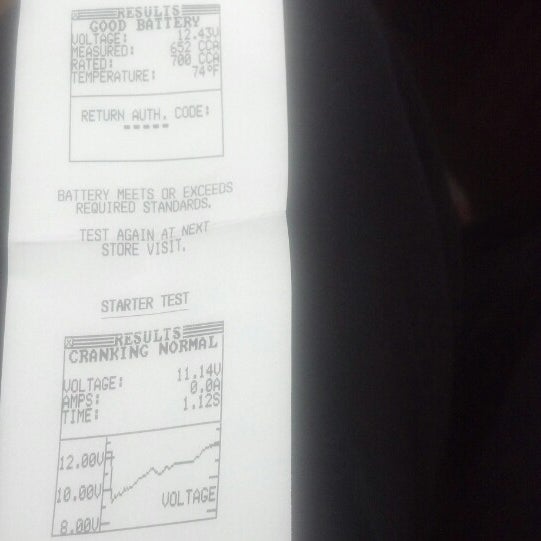 RESULTS
GOOD BATTERY
VOLTAGE: 12.43V
MEASURED: 652 CCA
RATED: 700 CCA
TEMPERATURE: 74°F
RETURN AUTH. CODE:
BATTERY MEETS OR EXCEEDS
REQUIRED STANDARDS.
TEST AGAIN AT NEXT
STORE VISIT.
STARTER TEST
RESULTS
CRANKING NORMAL
VOLTAGE: 11.14V
AMPS: 0.0A
TIME: 1.12S
12.00V
10.00V
VOLTAGE
8.00V